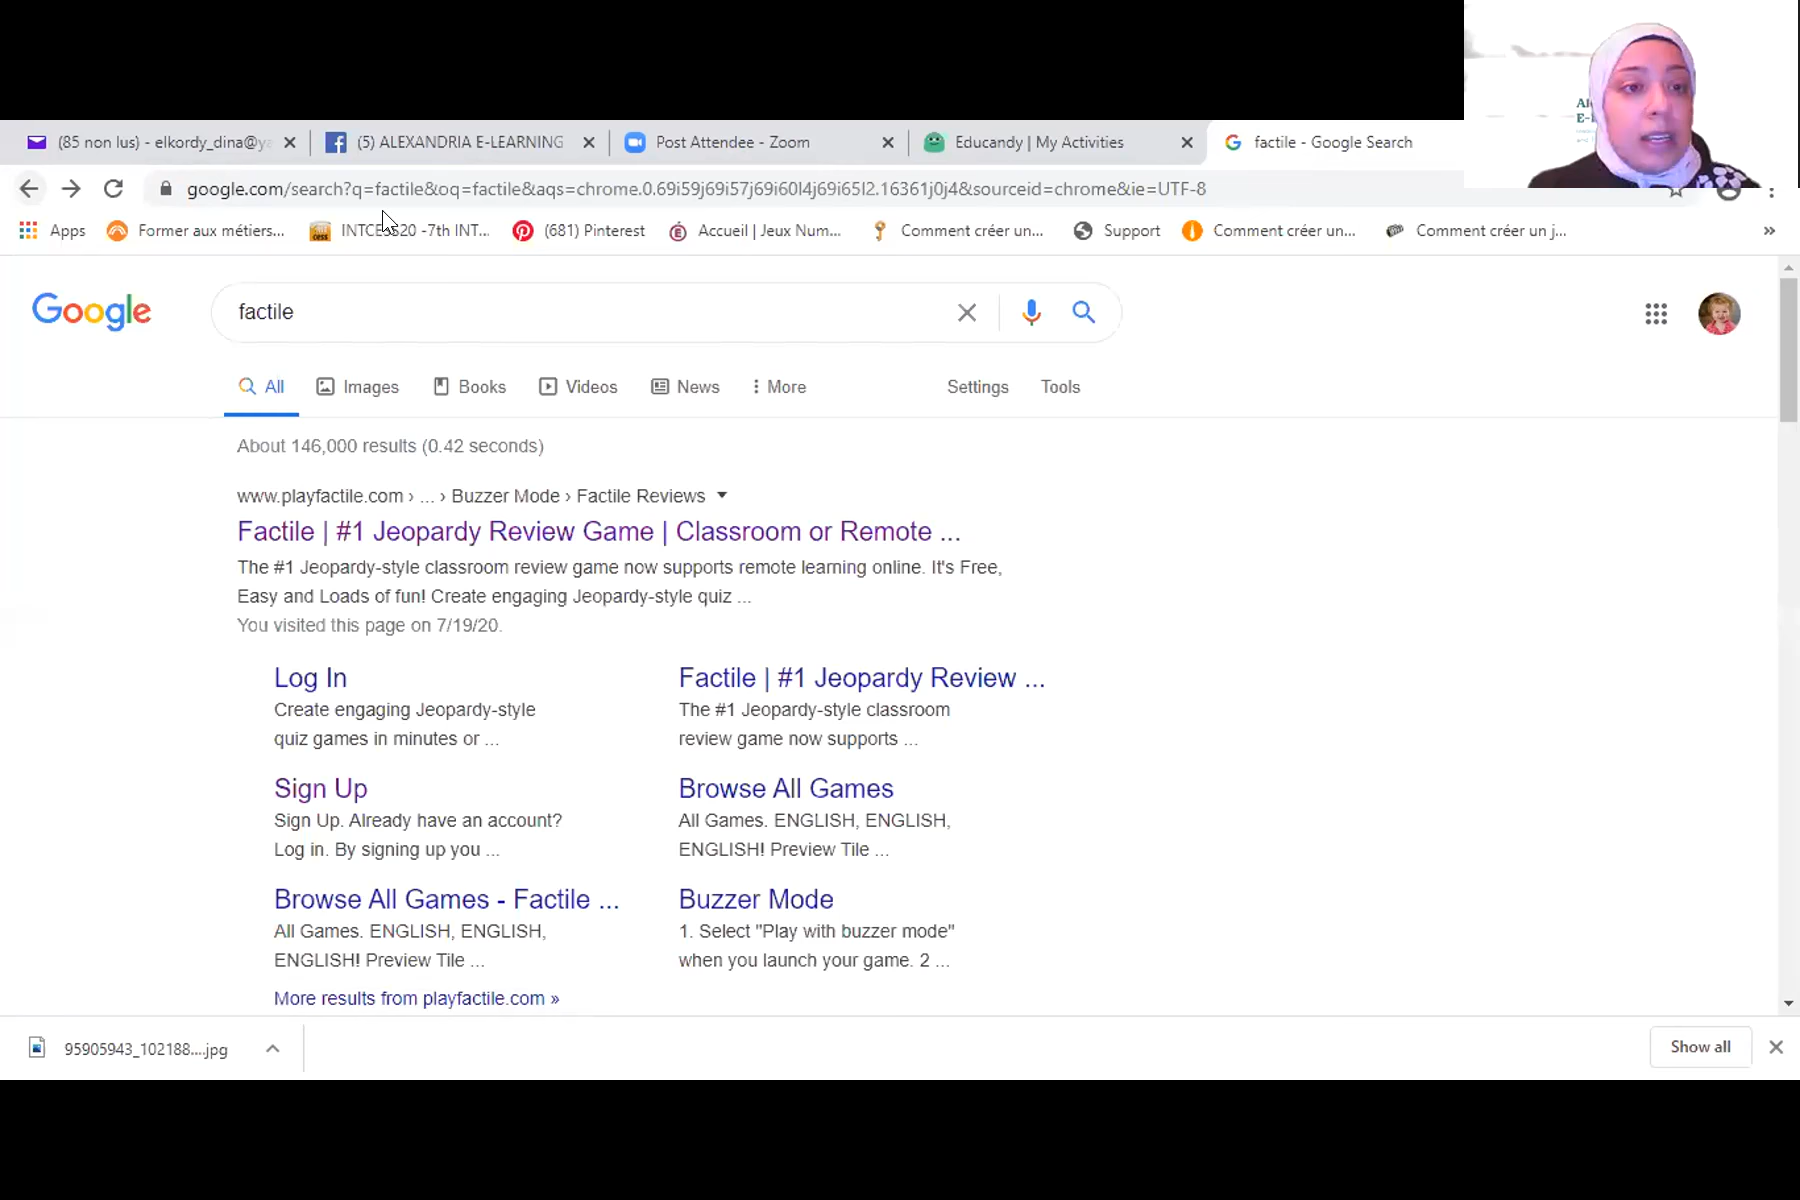 (85 non lus) - elkordy_dina@ya
(5) ALEXANDRIA E-LEARNING
Post Attendee - Zoom
Educandy | My Activities
factile - Google Search
google.com/search?q=factile&oq=factile&aqs=chrome.0.69i59j69i57j69i60l4j69i65l2.16361j0j4&sourceid=chrome&ie=UTF-8
Apps
Former aux métiers...
INTCESS20 -7th INT...
(681) Pinterest
Accueil | Jeux Num...
Comment créer un...
Support
Comment créer un...
Comment créer un j...
Google
factile
All
Images
Books
Videos
News
More
Settings
Tools
About 146,000 results (0.42 seconds)
www.playfactile.com › ... › Buzzer Mode › Factile Reviews
Factile | #1 Jeopardy Review Game | Classroom or Remote ...
The #1 Jeopardy-style classroom review game now supports remote learning online. It's Free,
Easy and Loads of fun! Create engaging Jeopardy-style quiz ...
You visited this page on 7/19/20.
Log In
Create engaging Jeopardy-style
quiz games in minutes or ...
Factile | #1 Jeopardy Review ...
The #1 Jeopardy-style classroom
review game now supports ...
Sign Up
Sign Up. Already have an account?
Log in. By signing up you ...
Browse All Games
All Games. ENGLISH, ENGLISH,
ENGLISH! Preview Tile ...
Browse All Games - Factile ...
All Games. ENGLISH, ENGLISH,
ENGLISH! Preview Tile ...
Buzzer Mode
1. Select "Play with buzzer mode"
when you launch your game. 2 ...
More results from playfactile.com »
95905943_102188....jpg
Show all